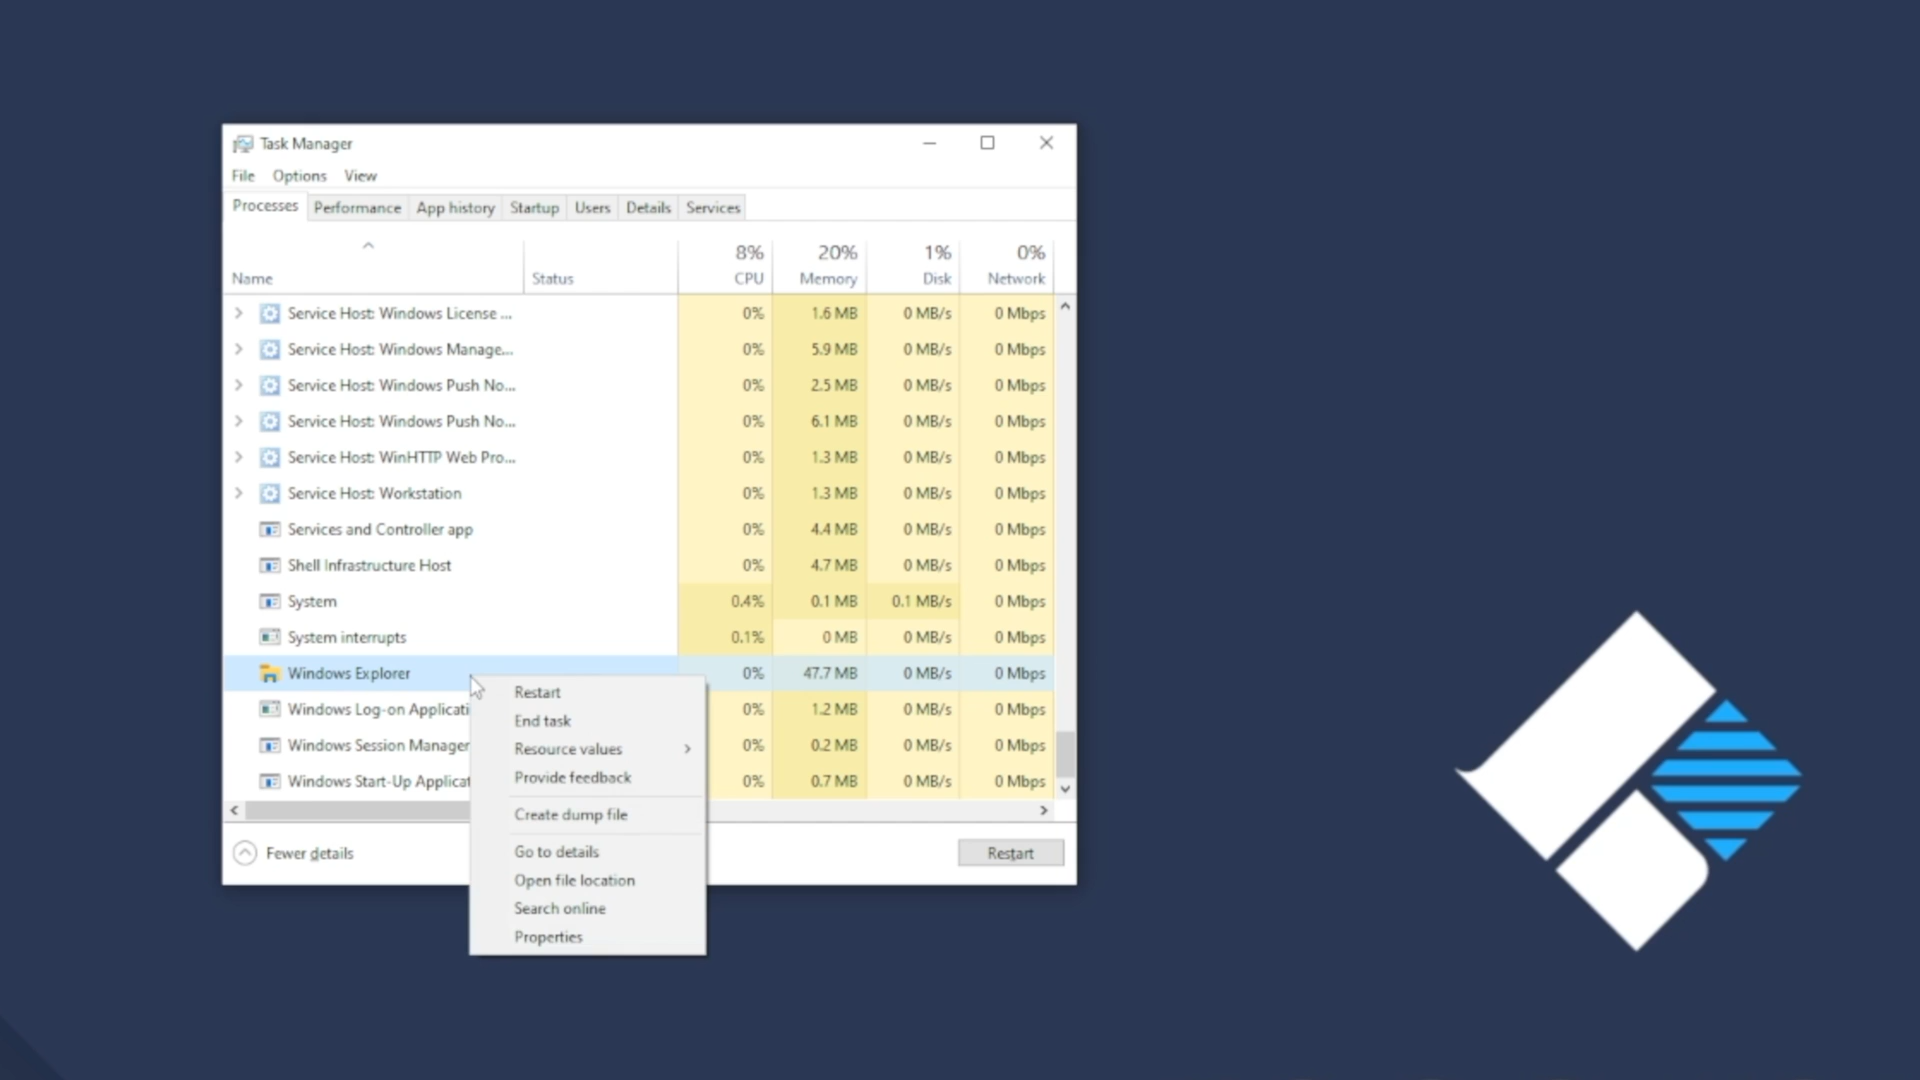 Task Manager
File Options View
Processes Performance App history Startup Users Details Services
8% 20% 1% 0%
Name Status CPU Memory Disk Network
Service Host: Windows License ... 0% 1.6 MB 0 MB/s 0 Mbps
Service Host: Windows Manage... 0% 5.9 MB 0 MB/s 0 Mbps
Service Host: Windows Push No... 0% 2.5 MB 0 MB/s 0 Mbps
Service Host: Windows Push No... 0% 6.1 MB 0 MB/s 0 Mbps
Service Host: WinHTTP Web Pro... 0% 1.3 MB 0 MB/s 0 Mbps
Service Host: Workstation 0% 1.3 MB 0 MB/s 0 Mbps
Services and Controller app 0% 4.4 MB 0 MB/s 0 Mbps
Shell Infrastructure Host 0% 4.7 MB 0 MB/s 0 Mbps
System 0.4% 0.1 MB 0.1 MB/s 0 Mbps
System interrupts 0.1% 0 MB 0 MB/s 0 Mbps
Windows Explorer 0% 47.7 MB 0 MB/s 0 Mbps
Windows Log-on Applicati 0% 1.2 MB 0 MB/s 0 Mbps
Windows Session Manager 0% 0.2 MB 0 MB/s 0 Mbps
Windows Start-Up Applicat 0% 0.7 MB 0 MB/s 0 Mbps
Restart
End task
Resource values
Provide feedback
Create dump file
Go to details
Open file location
Search online
Properties
Fewer details
Restart